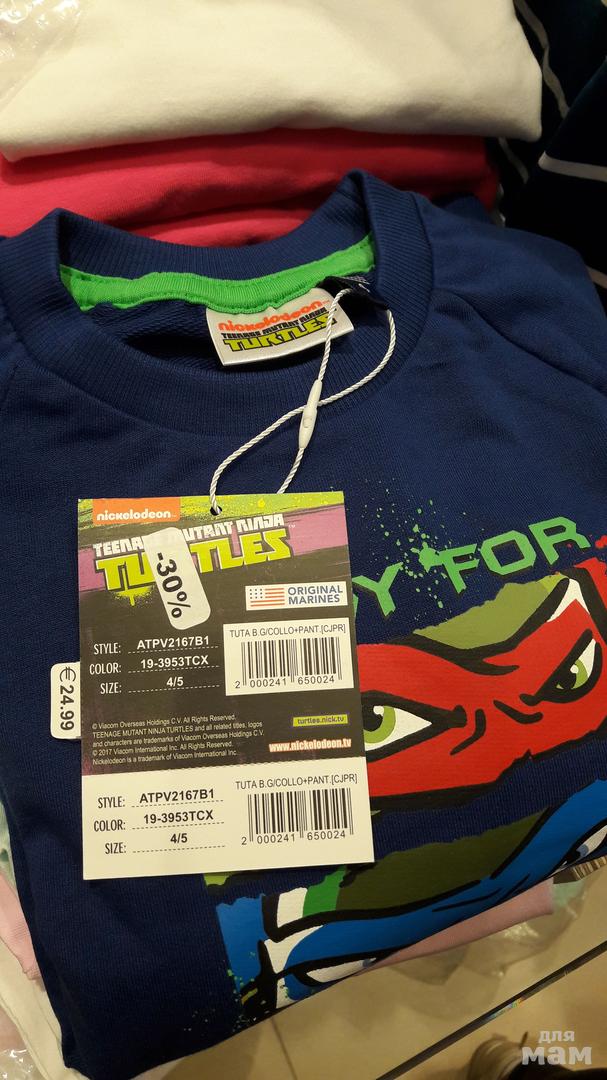 nickelodeon
TEENAGE MUTANT NINJA
TURTLES
nickelodeon
TEENAGE MUTANT NINJA
TURTLES
-30%
ORIGINAL
MARINES
FOR
STYLE: ATPV2167B1
COLOR: 19-3953TCX
SIZE: 4/5
TUTA B.G/COLLO+PANT.[CJPR]
2 000241 650024
€24.99
© Viacom Overseas Holdings C.V. All Rights Reserved.
TEENAGE MUTANT NINJA TURTLES and all related titles, logos
and characters are trademarks of Viacom Overseas Holdings C.V.
© 2017 Viacom International Inc. All Rights Reserved.
Nickelodeon is a trademark of Viacom International Inc.
turtles.nick.tv
www.nickelodeon.tv
STYLE: ATPV2167B1
COLOR: 19-3953TCX
SIZE: 4/5
TUTA B.G/COLLO+PANT.[CJPR]
2 000241 650024
для
мам